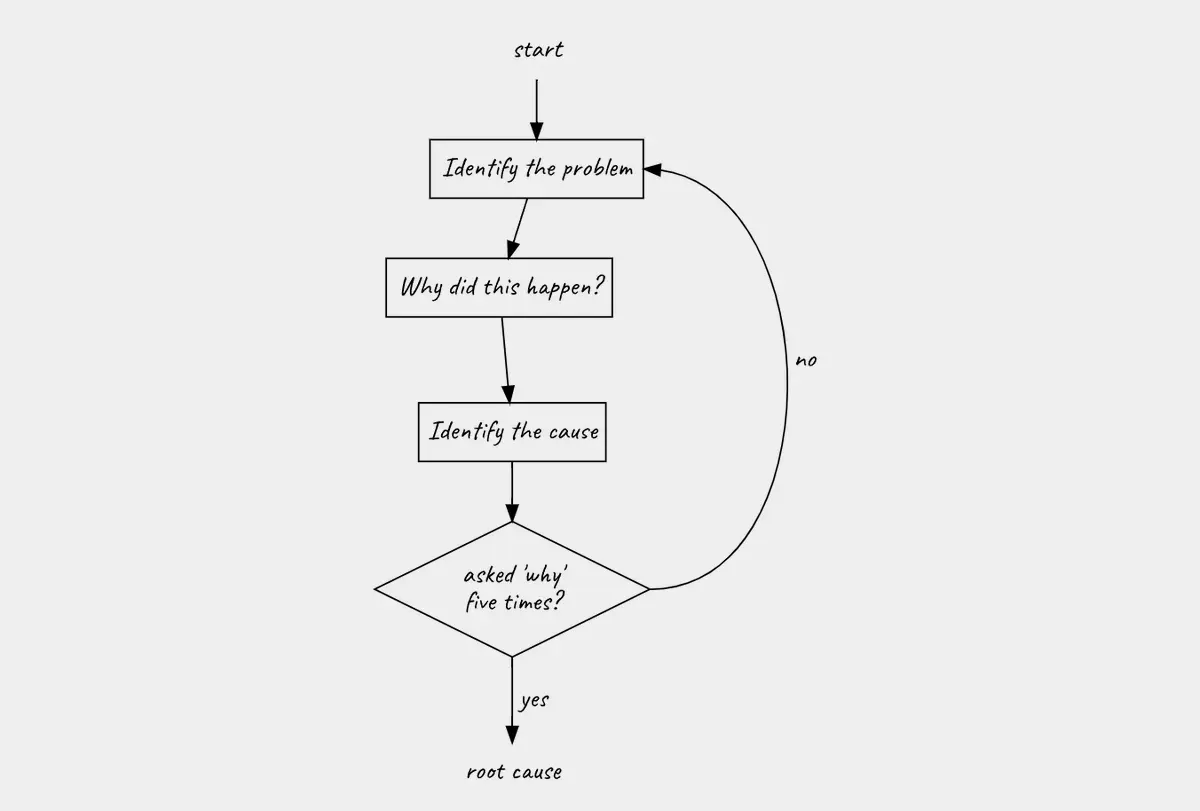 start
Identify the problem
Why did this happen?
no
Identify the cause
asked 'why'
five times?
yes
root cause